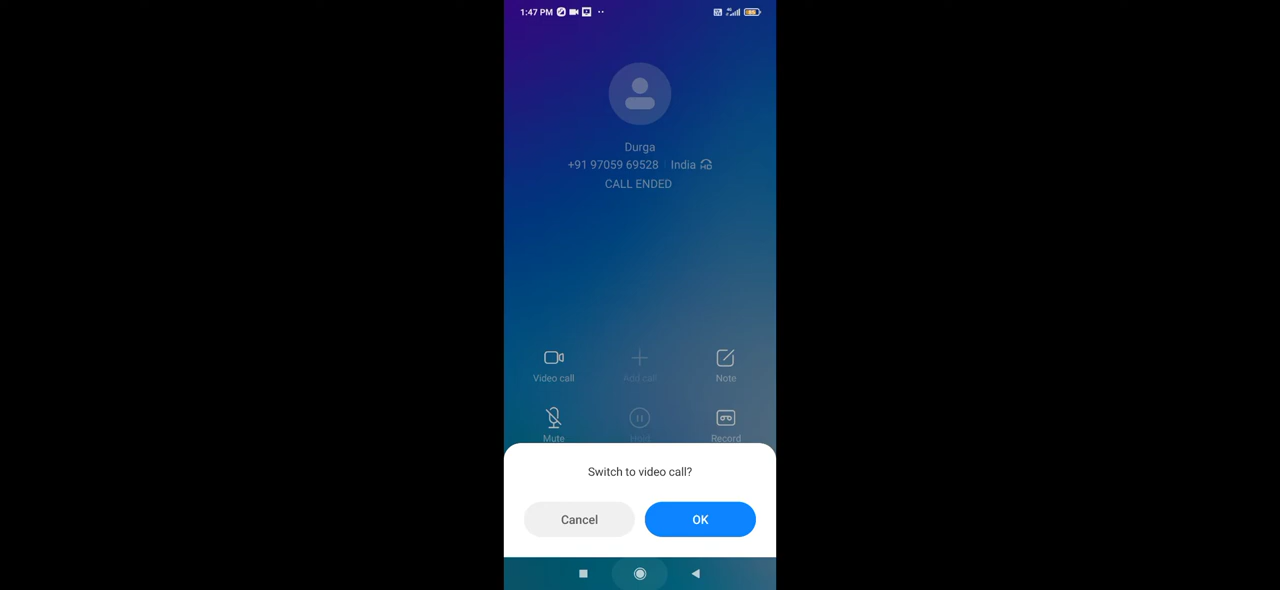 1:47 PM
Durga
+91 97059 69528 India HD
CALL ENDED
Video call Add call Note
Mute Hold Record
Switch to video call?
Cancel OK